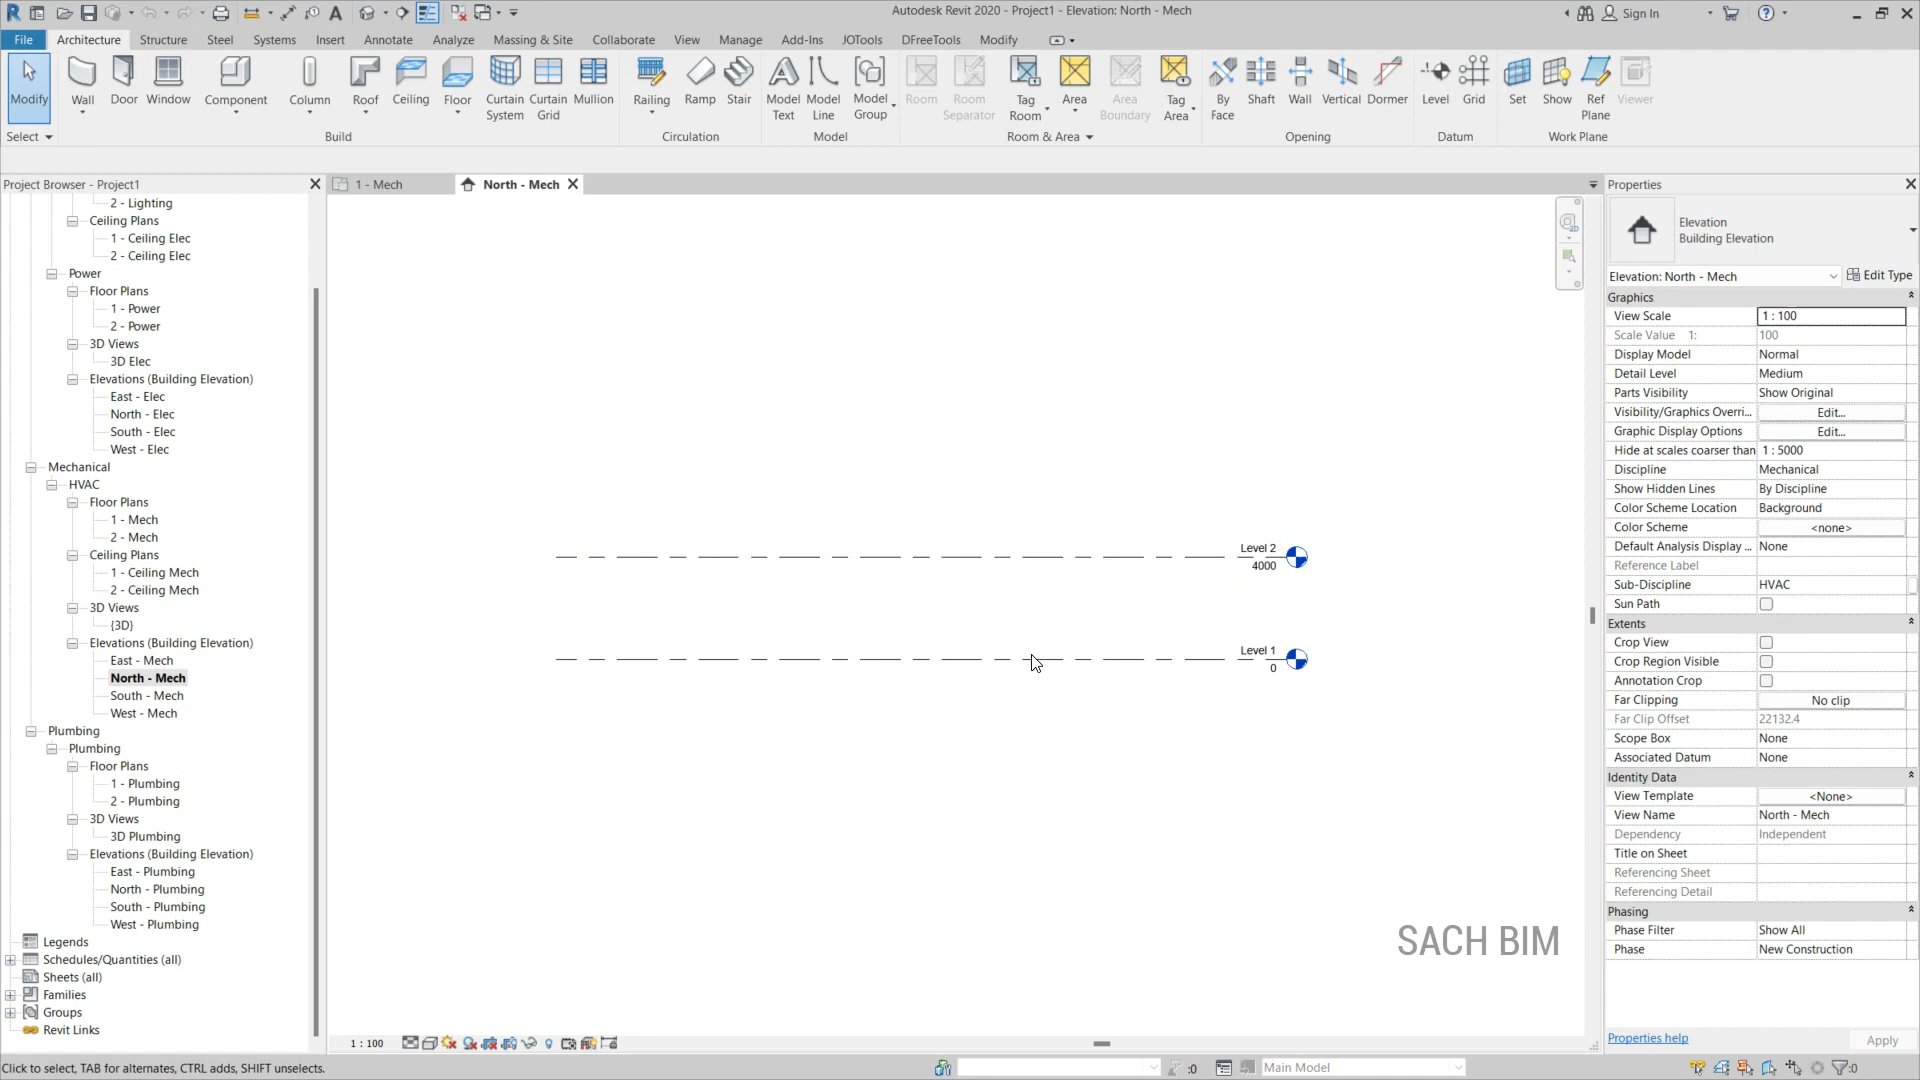 Autodesk Revit 2020 - Project1 - Elevation: North - Mech
Sign In
File Architecture Structure Steel Systems Insert Annotate Analyze Massing & Site Collaborate View Manage Add-Ins JOTools DFreeTools Modify
Modify Wall Door Window Component Column Roof Ceiling Floor Curtain System Curtain Grid Mullion Railing Ramp Stair Model Text Model Line Model Group Room Room Separator Tag Room Area Area Boundary Tag Area By Face Shaft Wall Vertical Dormer Level Grid Set Show Ref Plane Viewer
Select Build Circulation Model Room & Area Opening Datum Work Plane
Project Browser - Project1
2 - Lighting
Ceiling Plans
1 - Ceiling Elec
2 - Ceiling Elec
Power
Floor Plans
1 - Power
2 - Power
3D Views
3D Elec
Elevations (Building Elevation)
East - Elec
North - Elec
South - Elec
West - Elec
Mechanical
HVAC
Floor Plans
1 - Mech
2 - Mech
Ceiling Plans
1 - Ceiling Mech
2 - Ceiling Mech
3D Views
{3D}
Elevations (Building Elevation)
East - Mech
North - Mech
South - Mech
West - Mech
Plumbing
Plumbing
Floor Plans
1 - Plumbing
2 - Plumbing
3D Views
3D Plumbing
Elevations (Building Elevation)
East - Plumbing
North - Plumbing
South - Plumbing
West - Plumbing
Legends
Schedules/Quantities (all)
Sheets (all)
Families
Groups
Revit Links
1 - Mech
North - Mech
Level 2
4000
Level 1
0
SACH BIM
1 : 100
Properties
Elevation
Building Elevation
Elevation: North - Mech Edit Type
Graphics
View Scale 1 : 100
Scale Value 1: 100
Display Model Normal
Detail Level Medium
Parts Visibility Show Original
Visibility/Graphics Overri... Edit...
Graphic Display Options Edit...
Hide at scales coarser than 1 : 5000
Discipline Mechanical
Show Hidden Lines By Discipline
Color Scheme Location Background
Color Scheme <none>
Default Analysis Display ... None
Reference Label
Sub-Discipline HVAC
Sun Path
Extents
Crop View
Crop Region Visible
Annotation Crop
Far Clipping No clip
Far Clip Offset 22132.4
Scope Box None
Associated Datum None
Identity Data
View Template <None>
View Name North - Mech
Dependency Independent
Title on Sheet
Referencing Sheet
Referencing Detail
Phasing
Phase Filter Show All
Phase New Construction
Properties help Apply
Click to select, TAB for alternates, CTRL adds, SHIFT unselects.
:0
Main Model
:0